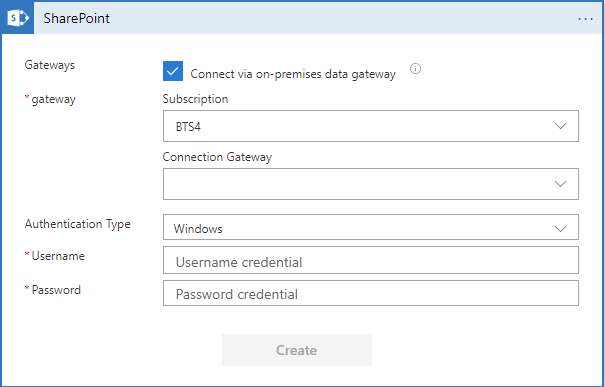 SharePoint
Gateways
Connect via on-premises data gateway
* gateway
Subscription
BTS4
Connection Gateway
Authentication Type
Windows
* Username
Username credential
* Password
Password credential
Create